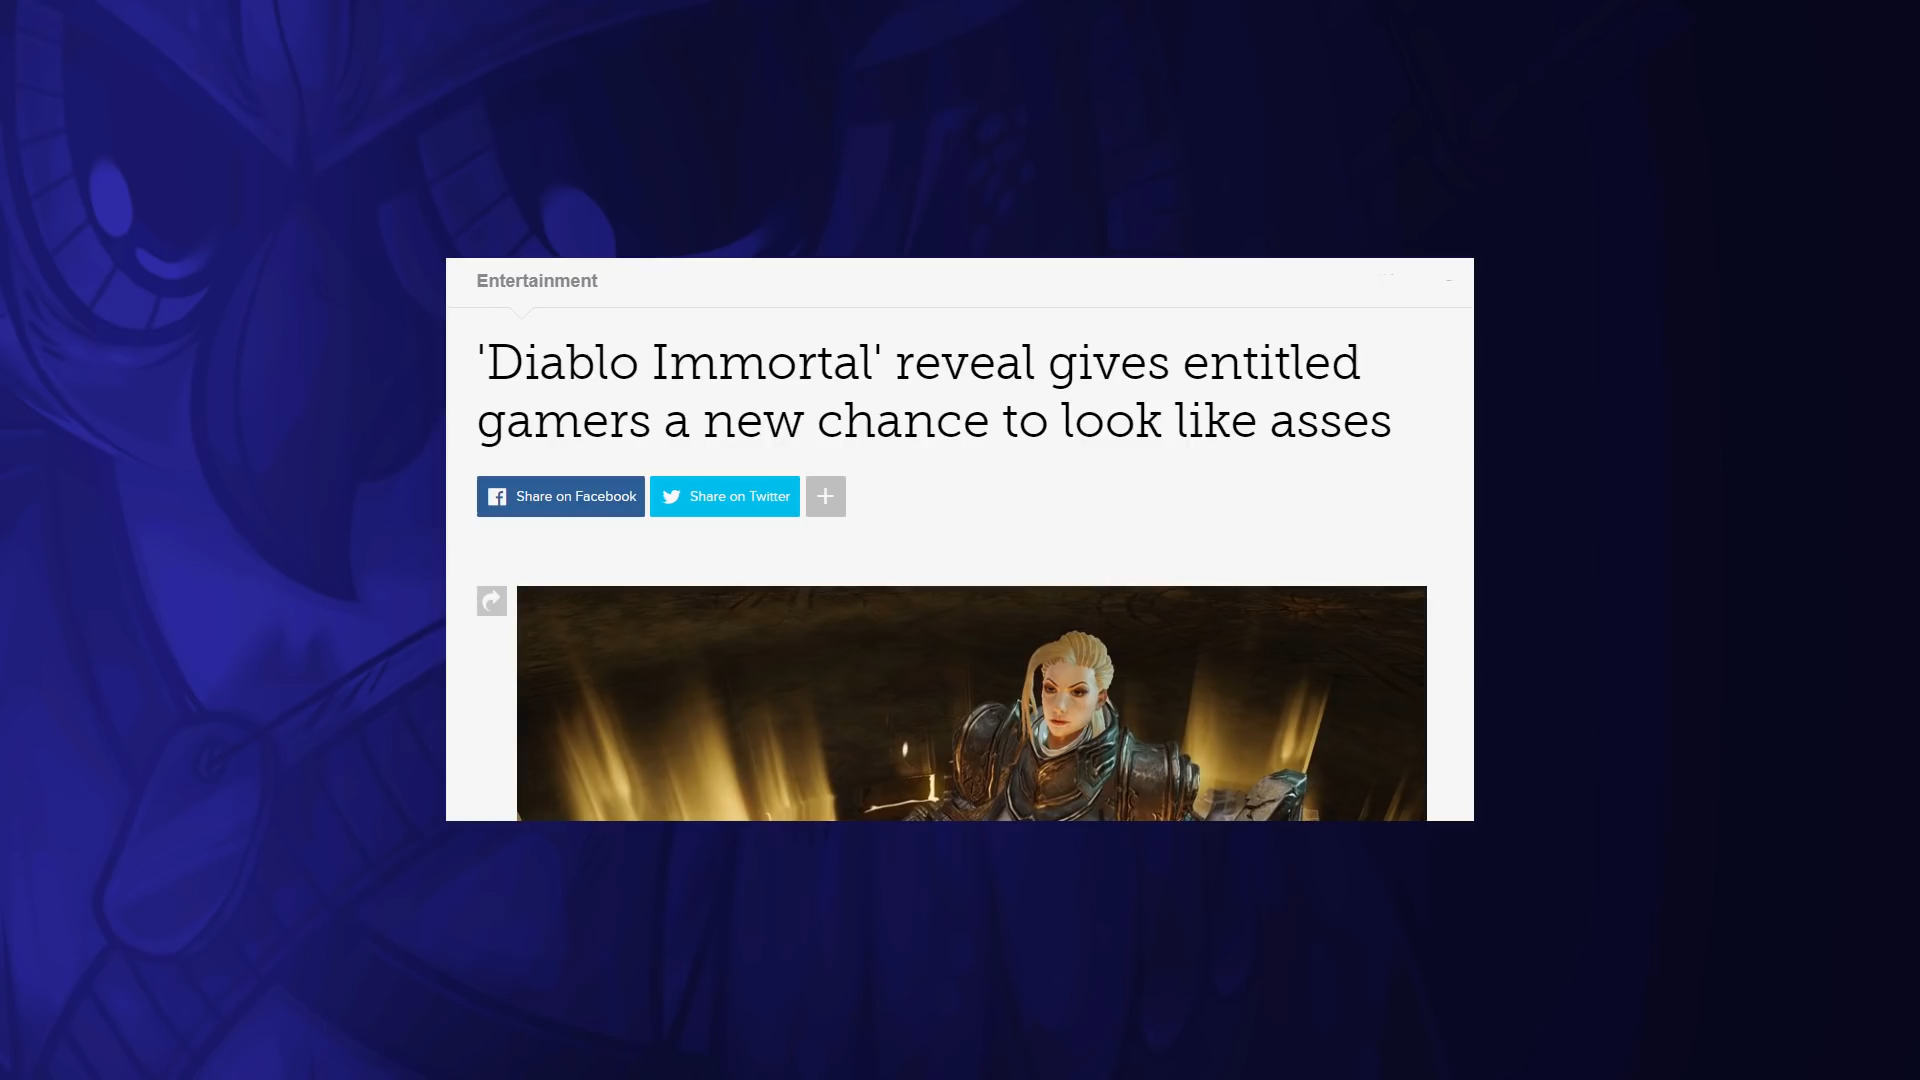 Entertainment
'Diablo Immortal' reveal gives entitled
gamers a new chance to look like asses
Share on Facebook
Share on Twitter